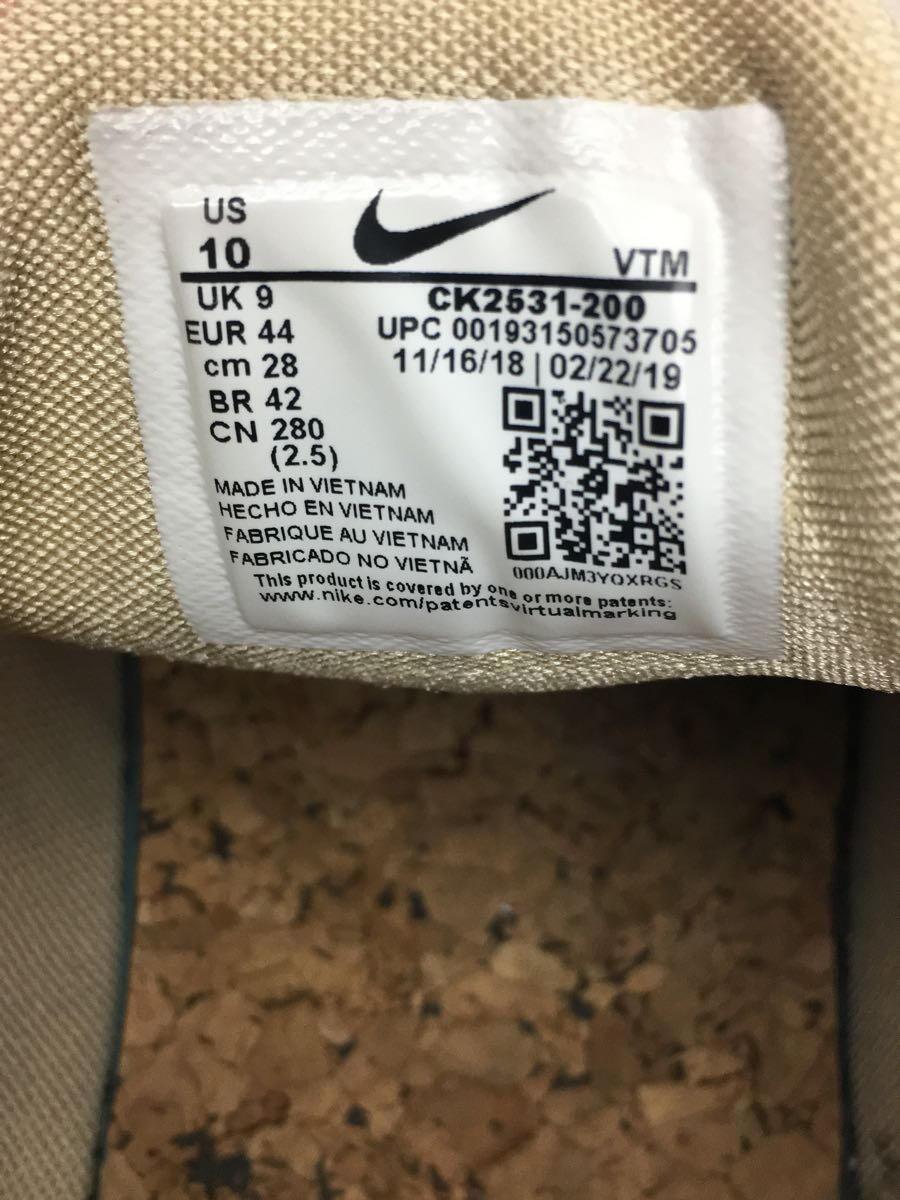 US
10
VTM
UK 9
CK2531-200
EUR 44
UPC 00193150573705
cm 28
11/16/18 | 02/22/19
BR 42
CN 280
(2.5)
MADE IN VIETNAM
HECHO EN VIETNAM
FABRIQUE AU VIETNAM
FABRICADO NO VIETNÃ
000AJM3YQXRGS
This product is covered by one or more patents:
www.nike.com/patentsvirtualmarking